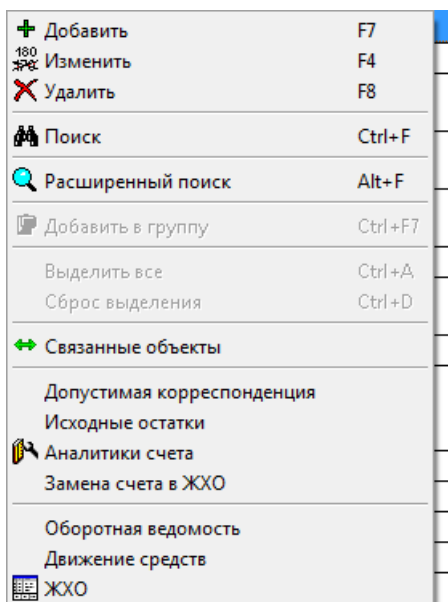 Добавить F7
180 Изменить F4
Удалить F8
Поиск Ctrl+F
Расширенный поиск Alt+F
Добавить в группу Ctrl+F7
Выделить все Ctrl+A
Сброс выделения Ctrl+D
Связанные объекты
Допустимая корреспонденция
Исходные остатки
Аналитики счета
Замена счета в ЖХО
Оборотная ведомость
Движение средств
ЖХО